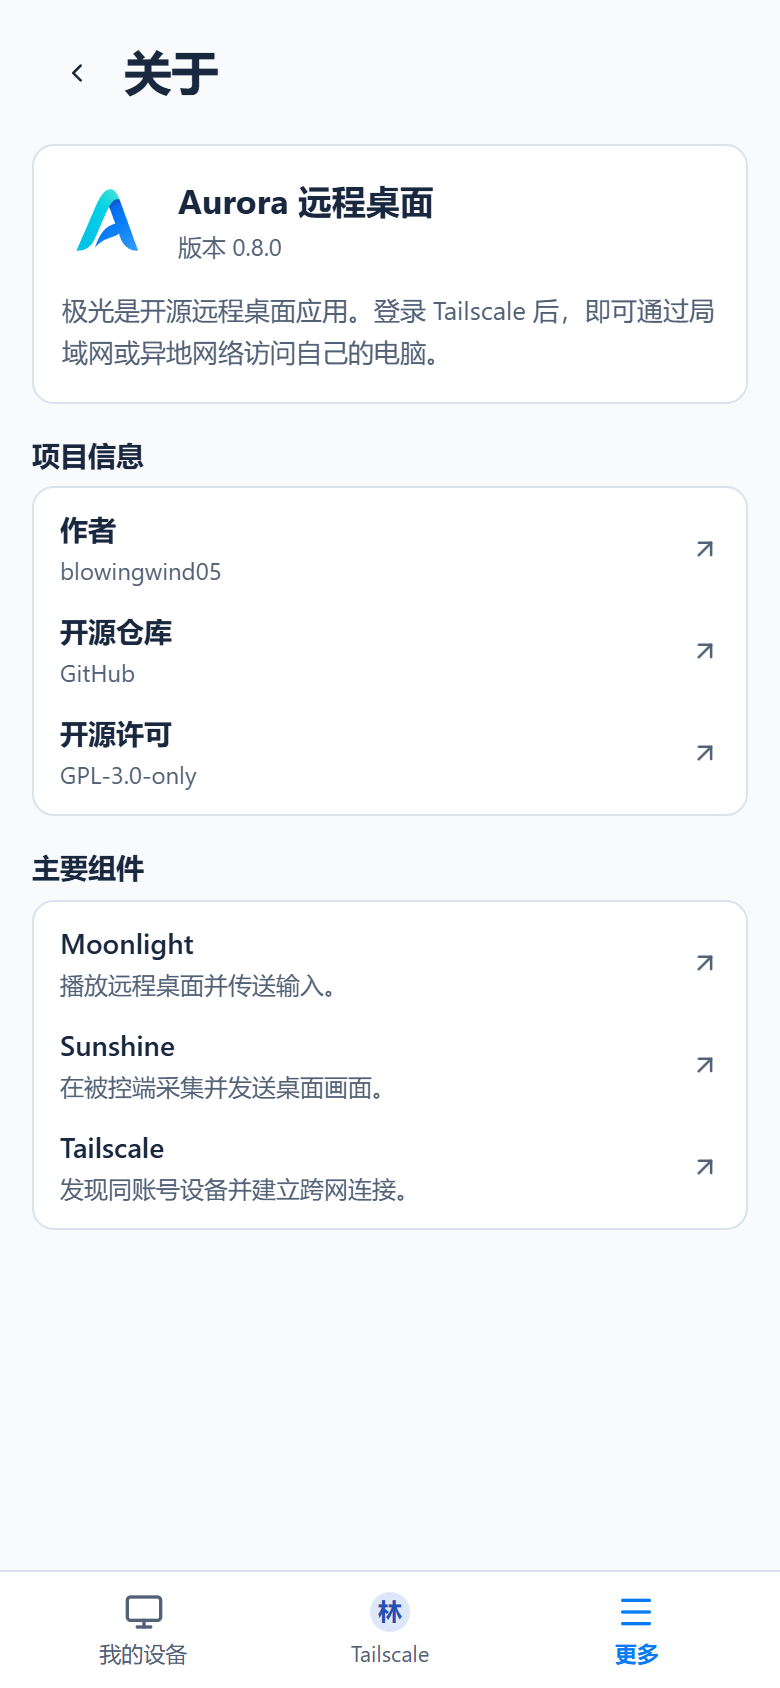 关于
Aurora 远程桌面
版本 0.8.0
极光是开源远程桌面应用。登录 Tailscale 后，即可通过局
域网或异地网络访问自己的电脑。
项目信息
作者
blowingwind05
开源仓库
GitHub
开源许可
GPL-3.0-only
主要组件
Moonlight
播放远程桌面并传送输入。
Sunshine
在被控端采集并发送桌面画面。
Tailscale
发现同账号设备并建立跨网连接。
林
我的设备
Tailscale
更多